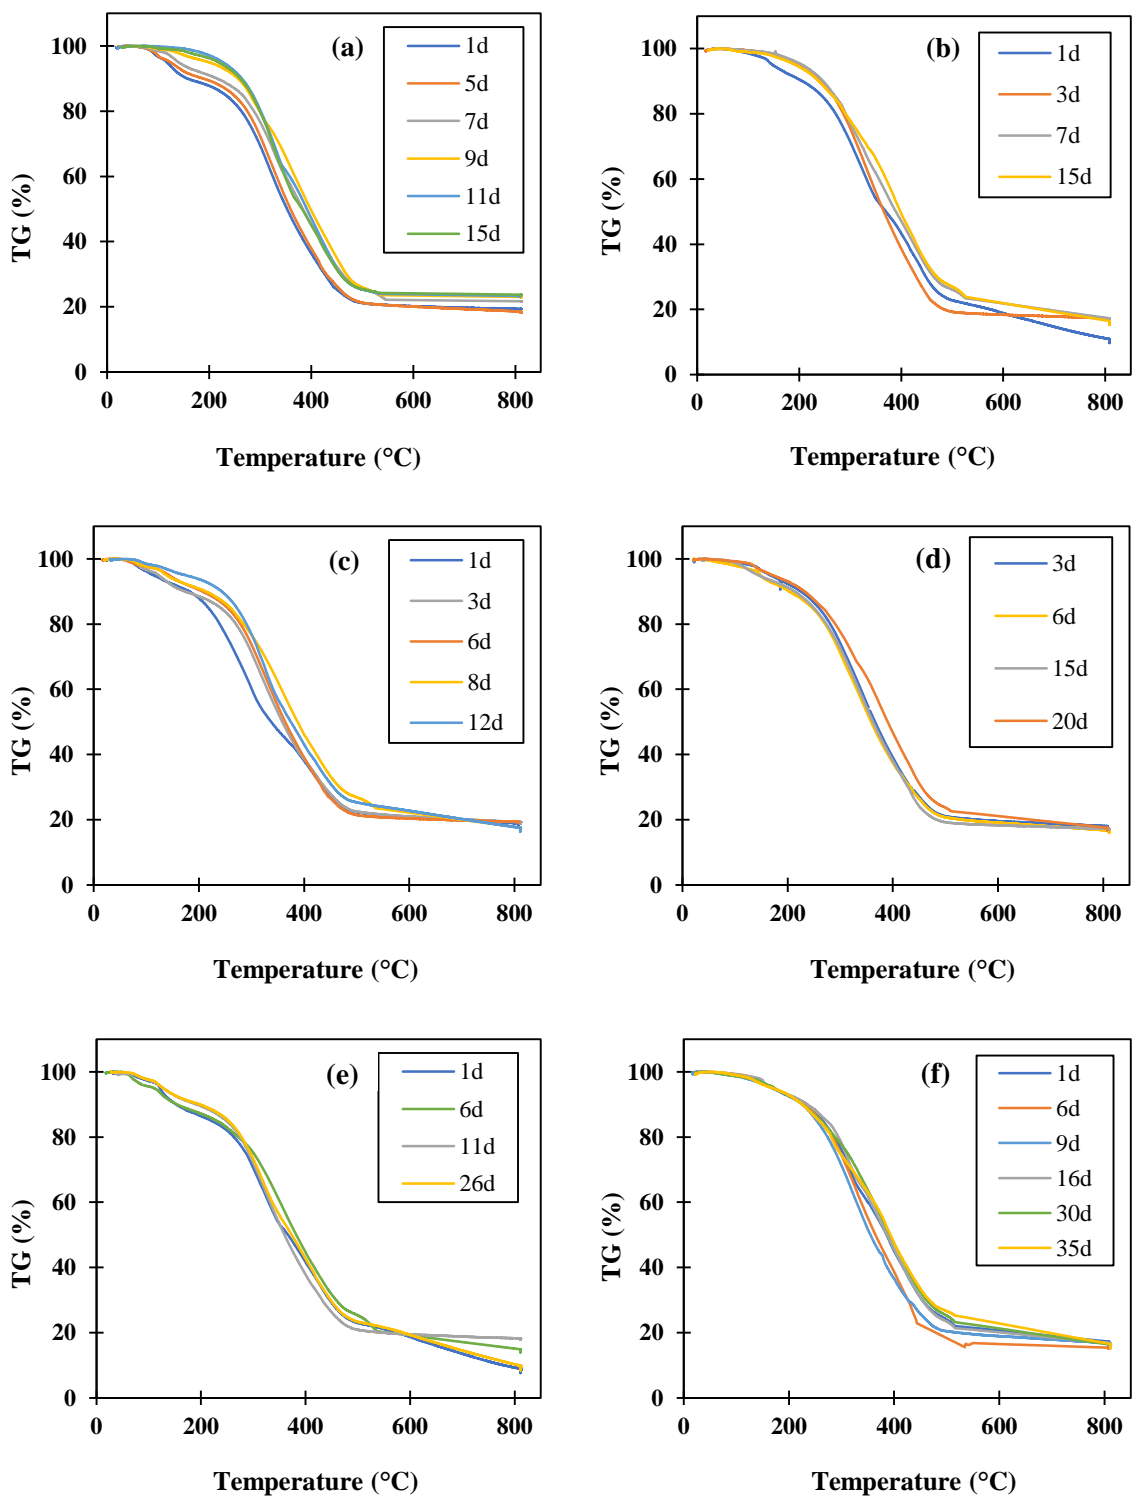 (a)
1d
5d
7d
9d
11d
15d
TG (%)
100
80
60
40
20
0
0 200 400 600 800
Temperature (°C)
(b)
1d
3d
7d
15d
TG (%)
100
80
60
40
20
0
0 200 400 600 800
Temperature (°C)
(c)
1d
3d
6d
8d
12d
TG (%)
100
80
60
40
20
0
0 200 400 600 800
Temperature (°C)
(d)
3d
6d
15d
20d
TG (%)
100
80
60
40
20
0
0 200 400 600 800
Temperature (°C)
(e)
1d
6d
11d
26d
TG (%)
100
80
60
40
20
0
0 200 400 600 800
Temperature (°C)
(f)
1d
6d
9d
16d
30d
35d
TG (%)
100
80
60
40
20
0
0 200 400 600 800
Temperature (°C)